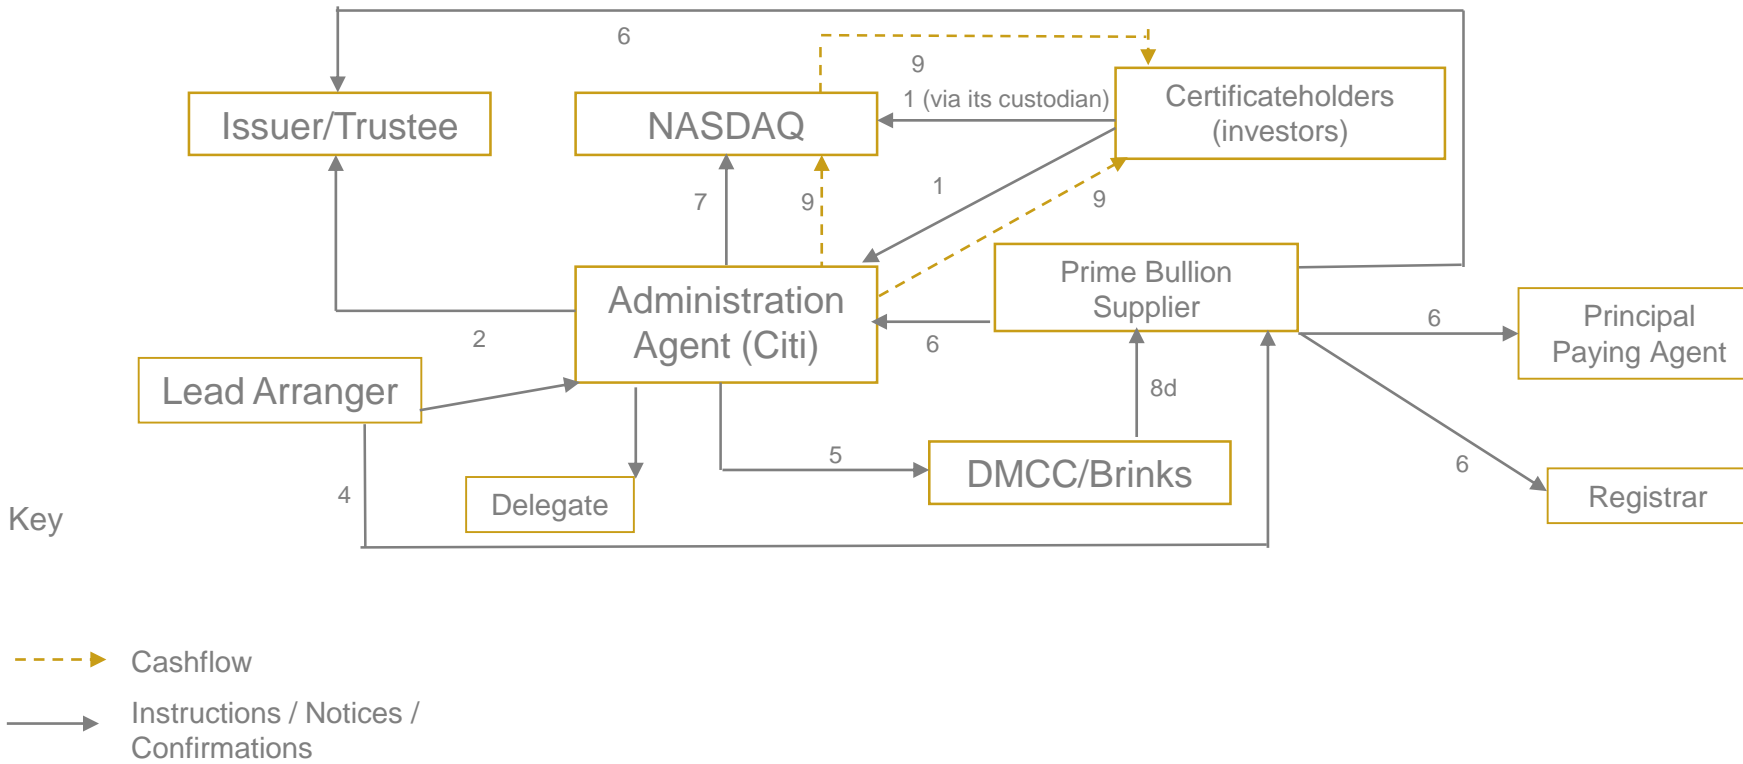 6
9
1 (via its custodian)
Issuer/Trustee
NASDAQ
Certificateholders
(investors)
7
9
1
9
Administration
Agent (Citi)
Prime Bullion
Supplier
2
6
6
Principal
Paying Agent
Lead Arranger
8d
4
5
DMCC/Brinks
6
Delegate
Registrar
Key
Cashflow
Instructions / Notices /
Confirmations